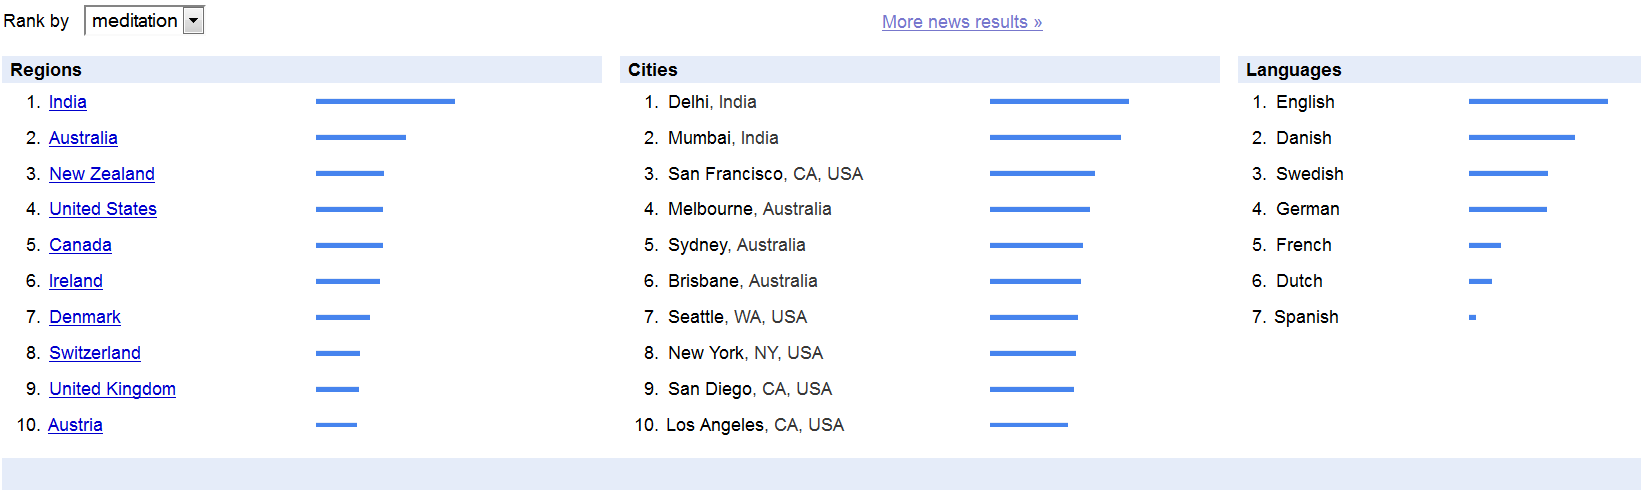 Rank by meditation
More news results »
Regions
1. India
2. Australia
3. New Zealand
4. United States
5. Canada
6. Ireland
7. Denmark
8. Switzerland
9. United Kingdom
10. Austria
Cities
1. Delhi, India
2. Mumbai, India
3. San Francisco, CA, USA
4. Melbourne, Australia
5. Sydney, Australia
6. Brisbane, Australia
7. Seattle, WA, USA
8. New York, NY, USA
9. San Diego, CA, USA
10. Los Angeles, CA, USA
Languages
1. English
2. Danish
3. Swedish
4. German
5. French
6. Dutch
7. Spanish